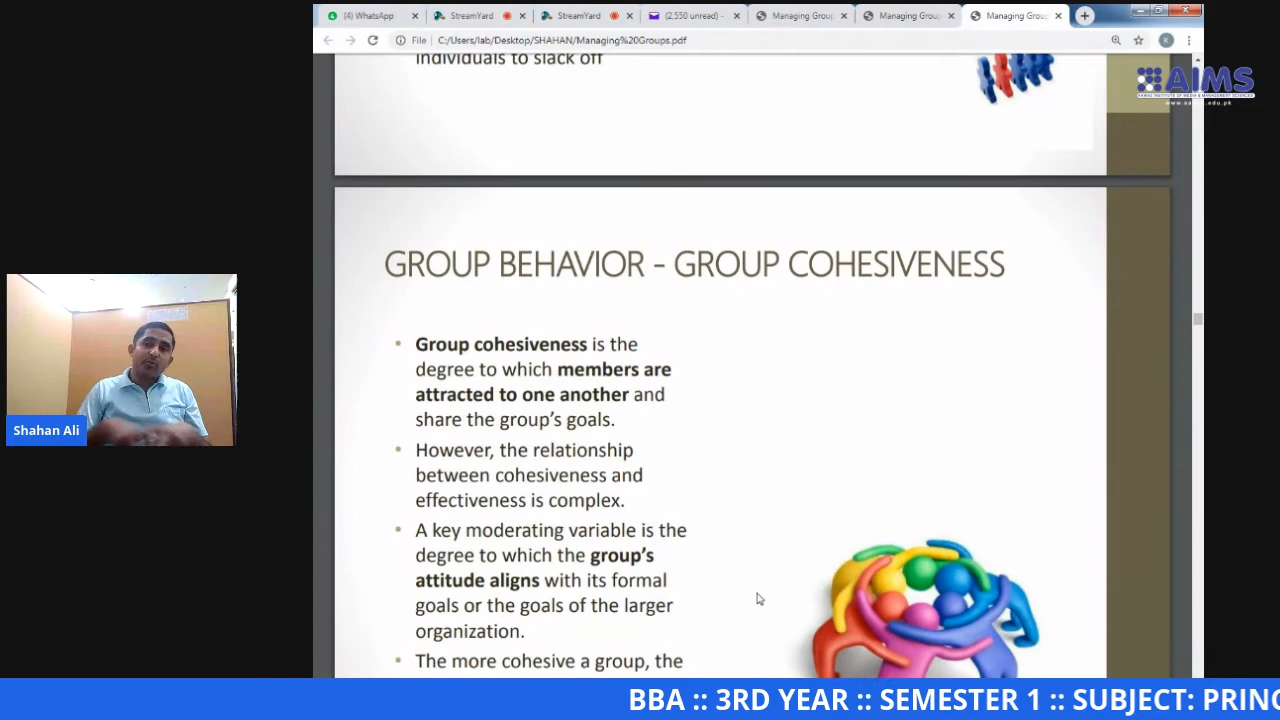 (4) WhatsApp
StreamYard
StreamYard
(2,550 unread) -
Managing Grou
Managing Group
Managing Group
File
C:/Users/lab/Desktop/SHAHAN/Managing%20Groups.pdf
K
individuals to slack off
AIMS
GROUP BEHAVIOR - GROUP COHESIVENESS
Group cohesiveness is the
degree to which members are
attracted to one another and
share the group's goals.
However, the relationship
between cohesiveness and
effectiveness is complex.
A key moderating variable is the
degree to which the group's
attitude aligns with its formal
goals or the goals of the larger
organization.
The more cohesive a group, the
Shahan Ali
BBA :: 3RD YEAR :: SEMESTER 1 :: SUBJECT: PRINC